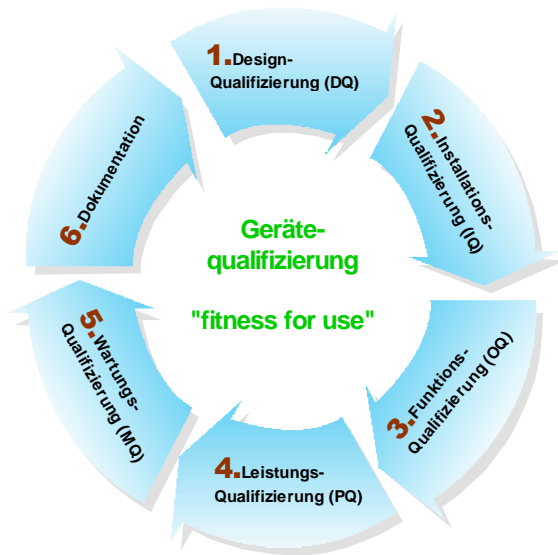 1.Design-
Qualifizierung (DQ)
2.Installations-
Qualifizierung (IQ)
3.Funktions-
Qualifizierung (OQ)
4.Leistungs-
Qualifizierung (PQ)
5.Wartungs-
Qualifizierung (MQ)
6.Dokumentation
Geräte-
qualifizierung
"fitness for use"